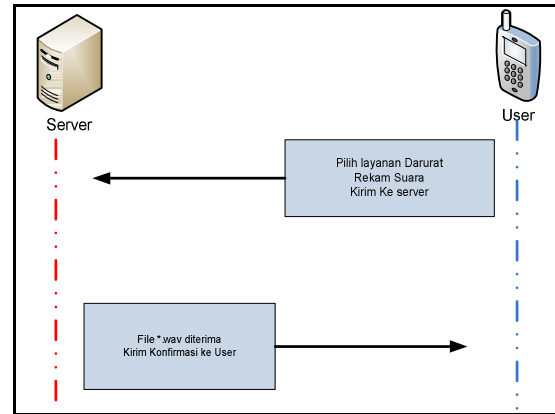 Server
User
Pilih layanan Darurat
Rekam Suara
Kirim Ke server
File *.wav diterima
Kirim Konfirmasi ke User